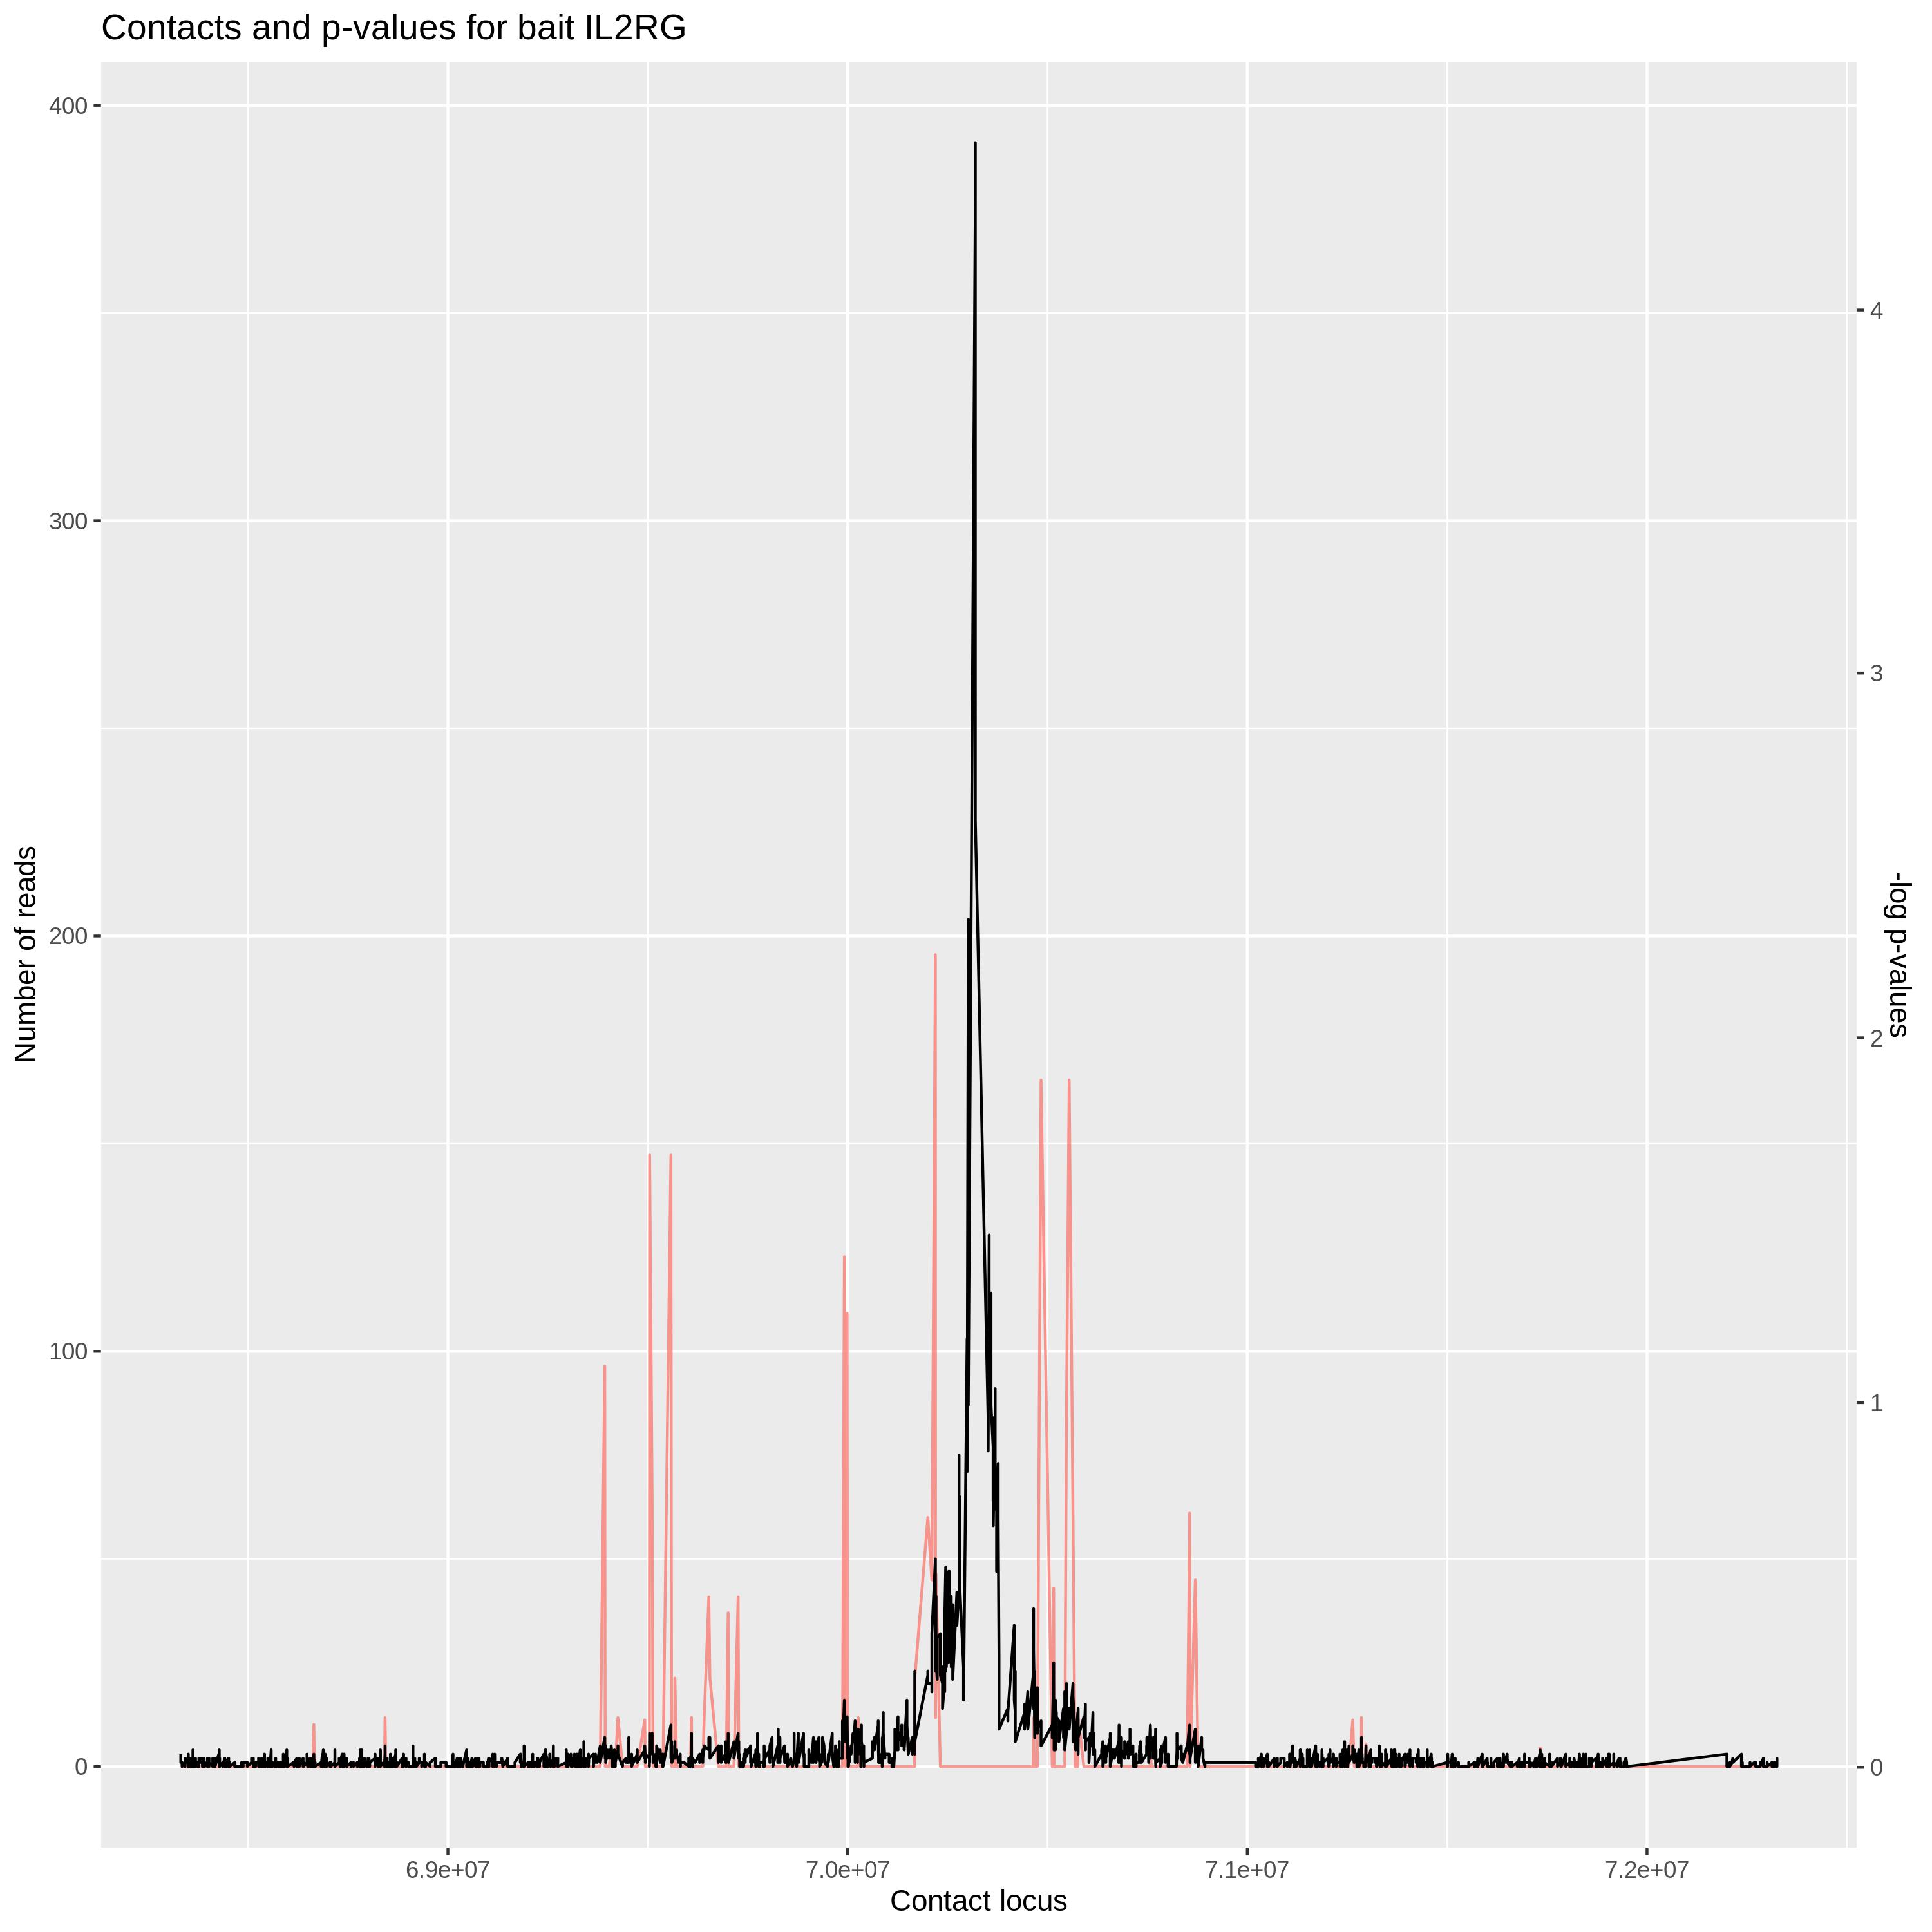 Contacts and p-values for bait IL2RG
400
300
200
100
0
Number of reads
4
3
2
1
0
-log p-values
6.9e+07
7.0e+07
7.1e+07
7.2e+07
Contact locus